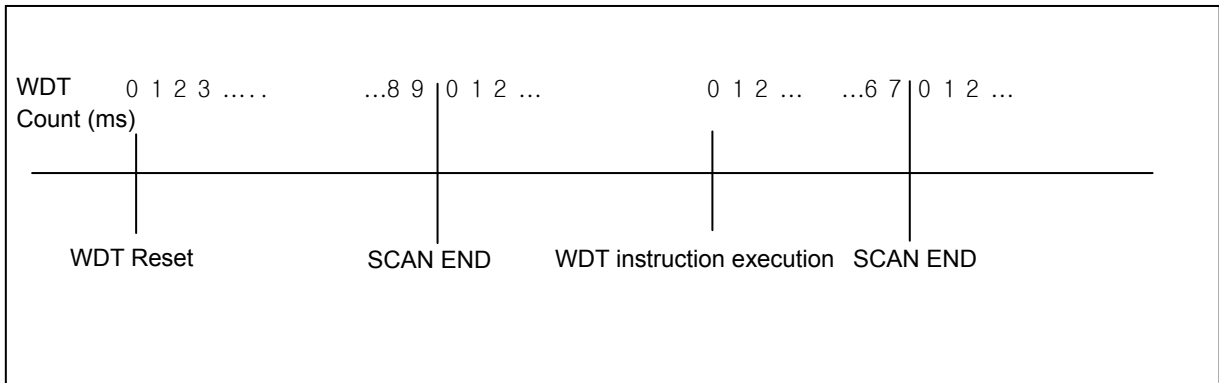 WDT 0 1 2 3 ….. …8 9 0 1 2 … 0 1 2 … …6 7 0 1 2 …
Count (ms)
WDT Reset SCAN END WDT instruction execution SCAN END